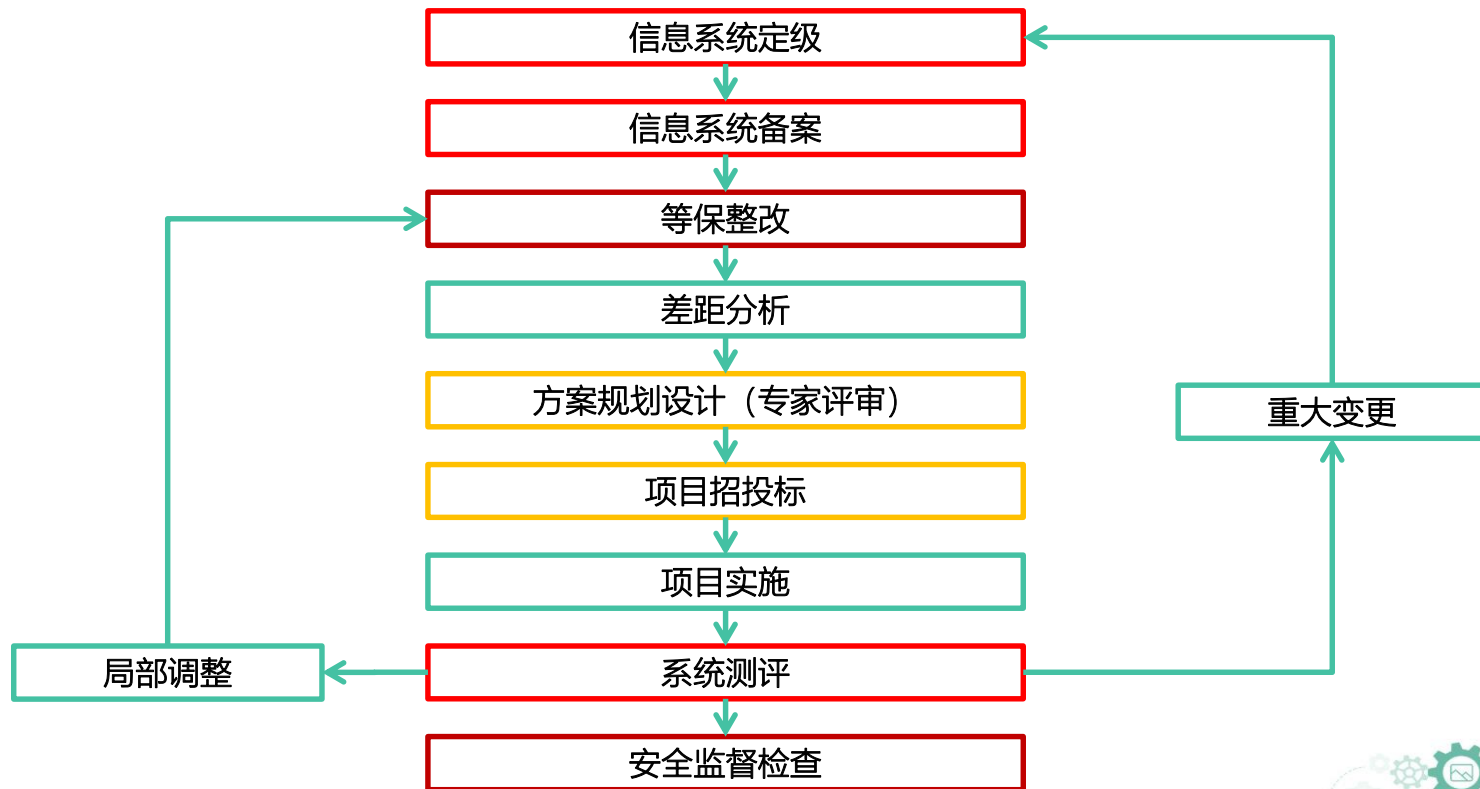 信息系统定级
信息系统备案
等保整改
差距分析
方案规划设计（专家评审）
重大变更
项目招投标
项目实施
局部调整
系统测评
安全监督检查